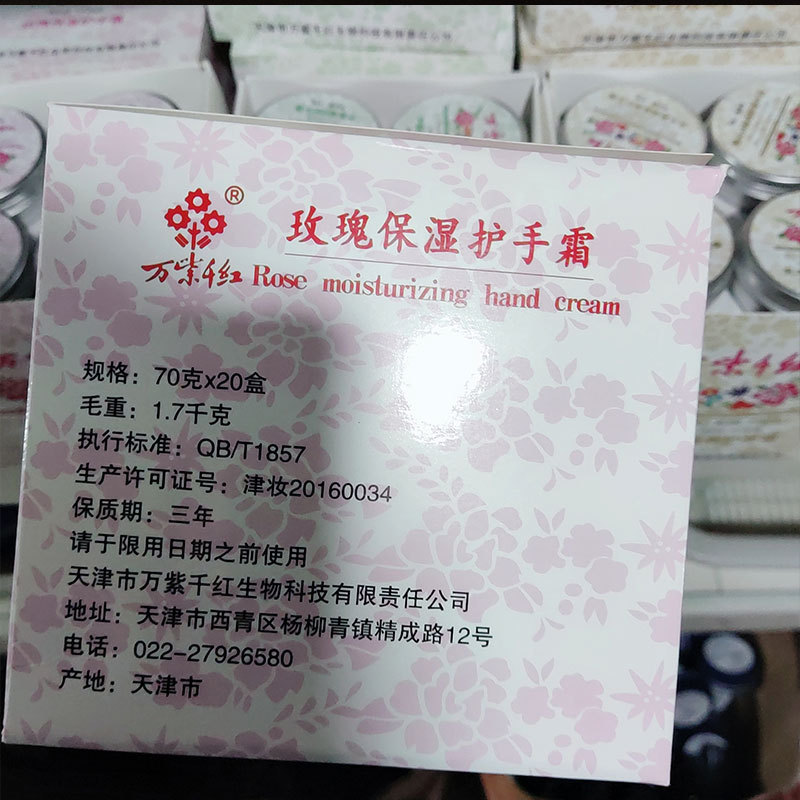 ®
玫瑰保湿护手霜
万紫千红 Rose moisturizing hand cream
规格：70克x20盒
毛重：1.7千克
执行标准：QB/T1857
生产许可证号：津妆20160034
保质期：三年
请于限用日期之前使用
天津市万紫千红生物科技有限责任公司
地址：天津市西青区杨柳青镇精成路12号
电话：022-27926580
产地：天津市